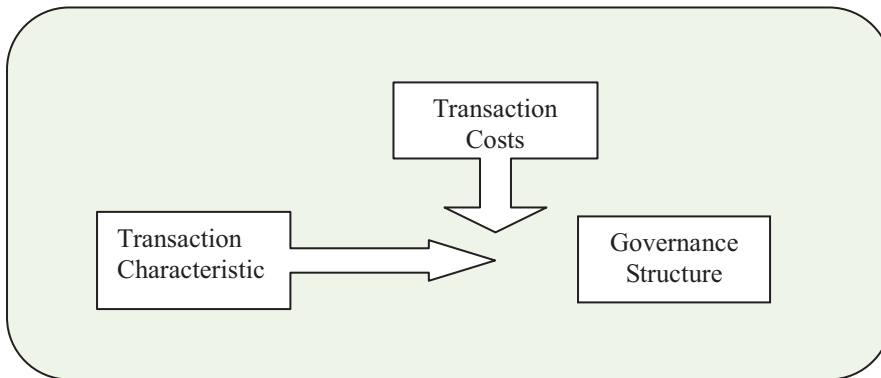 Transaction
Costs
Transaction
Characteristic
Governance
Structure